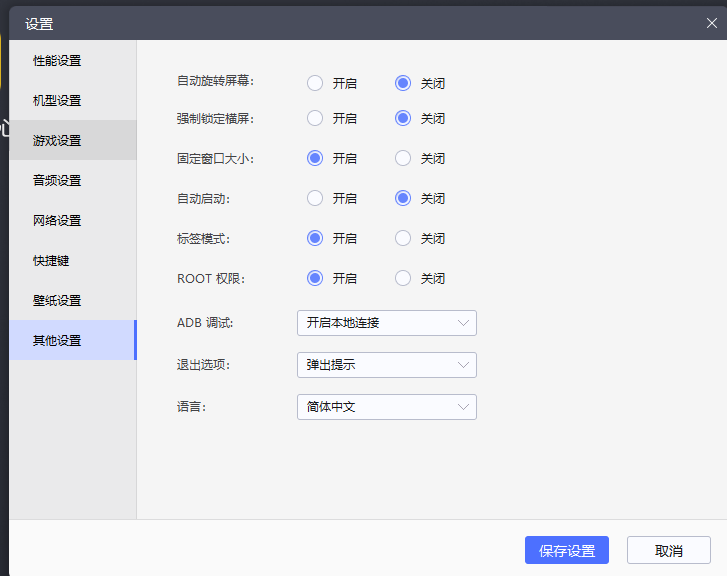 设置
性能设置
机型设置
游戏设置
音频设置
网络设置
快捷键
壁纸设置
其他设置
自动旋转屏幕: 开启 关闭
强制锁定横屏: 开启 关闭
固定窗口大小: 开启 关闭
自动启动: 开启 关闭
标签模式: 开启 关闭
ROOT 权限: 开启 关闭
ADB 调试: 开启本地连接
退出选项: 弹出提示
语言: 简体中文
保存设置 取消